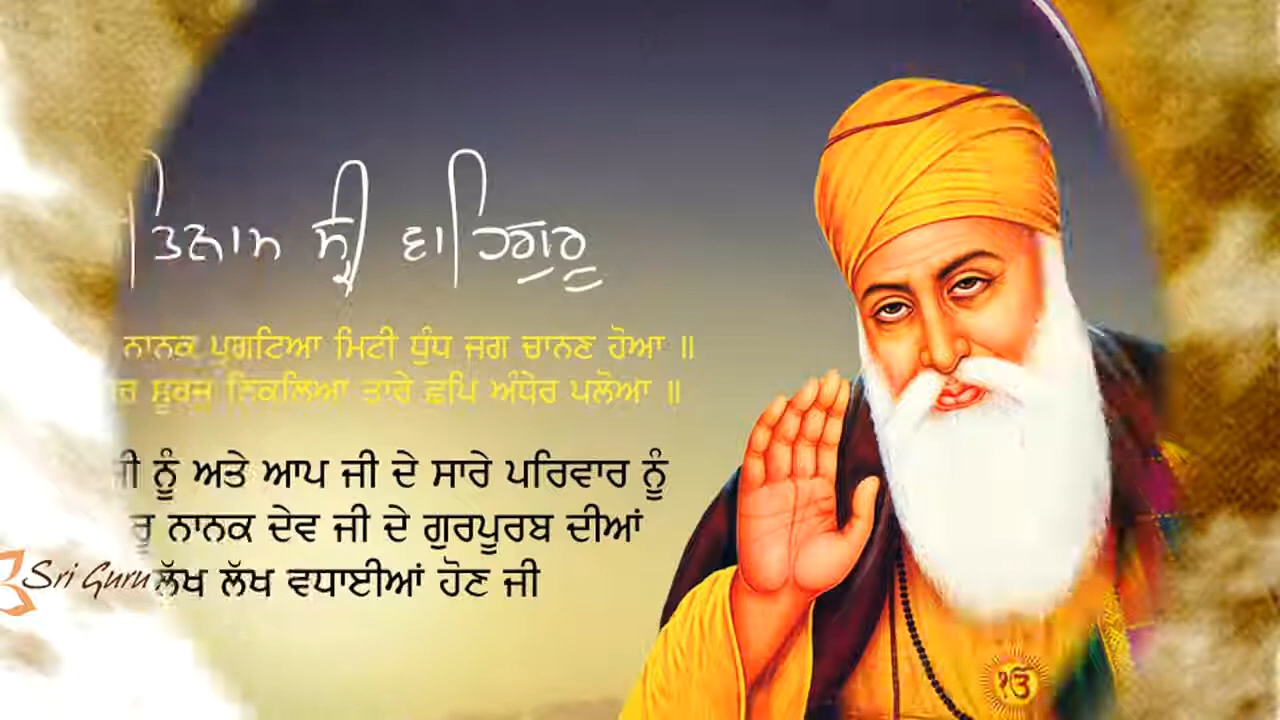 ਸ੍ਰੀ ਵਾਹਿਗੁਰੂ
ਨਾਨਕ ਪ੍ਰਗਟਿਆ ਮਿਟੀ ਧੁੰਧ ਜਗ ਚਾਨਣ ਹੋਆ ॥
ਸੂਰਜੁ ਨਿਕਲਿਆ ਤਾਰੇ ਛਪਿ ਅੰਧੇਰ ਪਲੋਆ ॥
ਜੀ ਨੂੰ ਅਤੇ ਆਪ ਜੀ ਦੇ ਸਾਰੇ ਪਰਿਵਾਰ ਨੂੰ
ਨਾਨਕ ਦੇਵ ਜੀ ਦੇ ਗੁਰਪੂਰਬ ਦੀਆਂ
ਲੱਖ ਲੱਖ ਵਧਾਈਆਂ ਹੋਣ ਜੀ
Sri Guru
ੴ